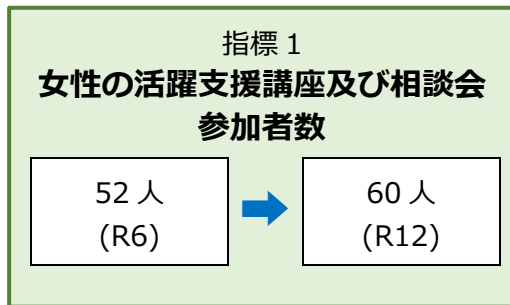 指標 1
女性の活躍支援講座及び相談会
参加者数
52 人
(R6)
60 人
(R12)